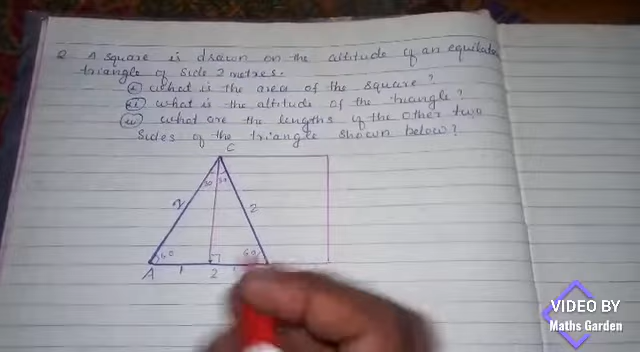 Q A square is drawn on the altitude of an equilateral
triangle of side 2 metres.
(i) what is the area of the square?
(ii) what is the altitude of the triangle?
(iii) what are the lengths of the other two
sides of the triangle shown below?
C
30 30
2 2
60 60
A 1 2 1
VIDEO BY
Maths Garden